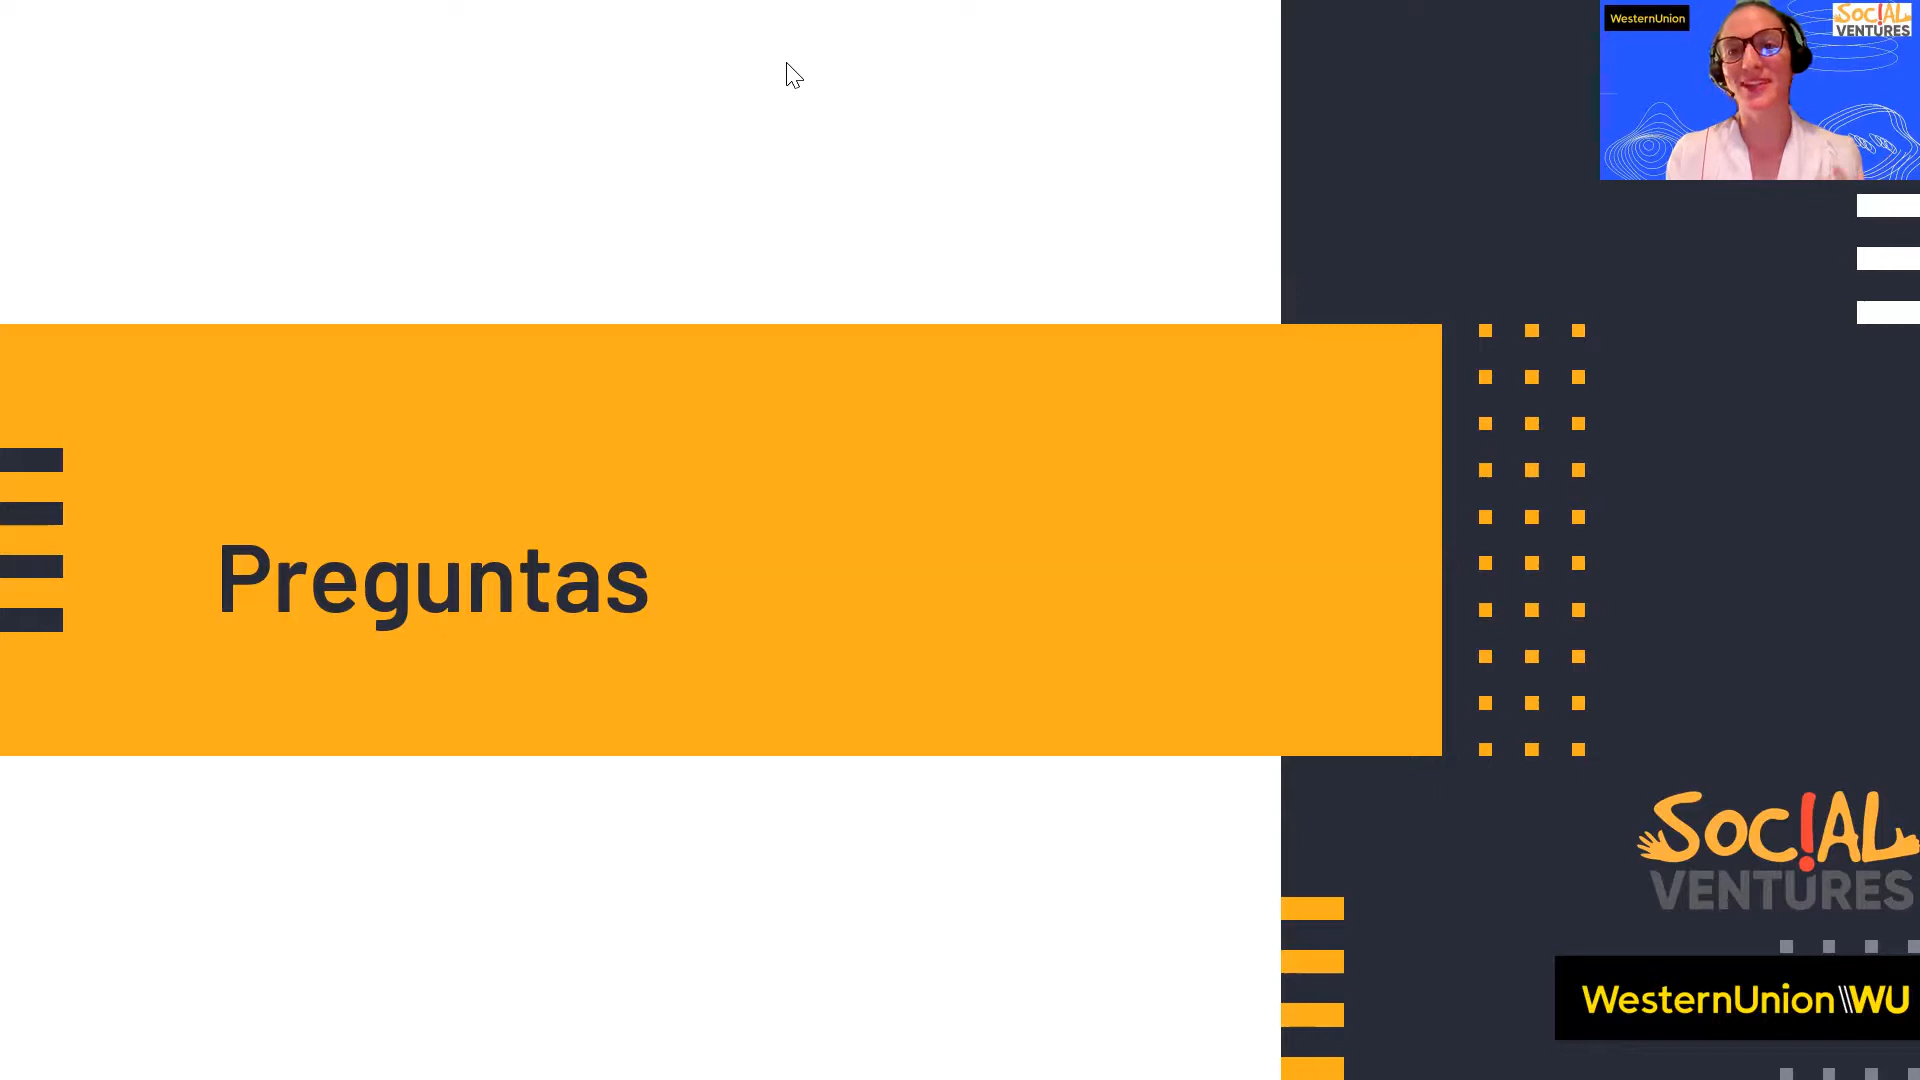 WesternUnion
Soc!AL
VENTURES
Preguntas
Soc!AL
VENTURES
WesternUnion WU